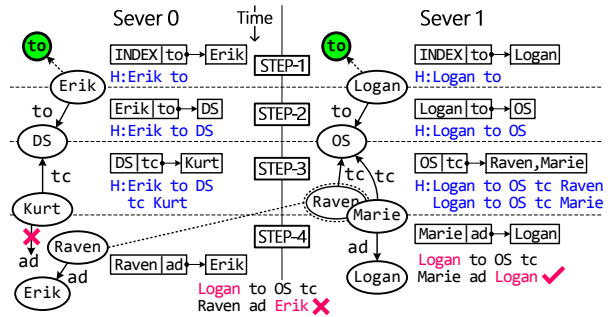 Sever 0
Time
Sever 1
to
INDEX to Erik
H:Erik to
Erik
STEP-1
to
INDEX to Logan
H:Logan to
Logan
to
Erik to DS
H:Erik to DS
DS
STEP-2
to
Logan to OS
H:Logan to OS
OS
DS tc Kurt
H:Erik to DS
tc Kurt
tc
Kurt
STEP-3
tc
tc
OS tc Raven,Marie
H:Logan to OS tc Raven
Logan to OS tc Marie
Raven
Marie
ad
Raven
ad
Erik
Raven ad Erik
STEP-4
Logan to OS tc
Raven ad Erik
ad
Logan
Marie ad Logan
Logan to OS tc
Marie ad Logan